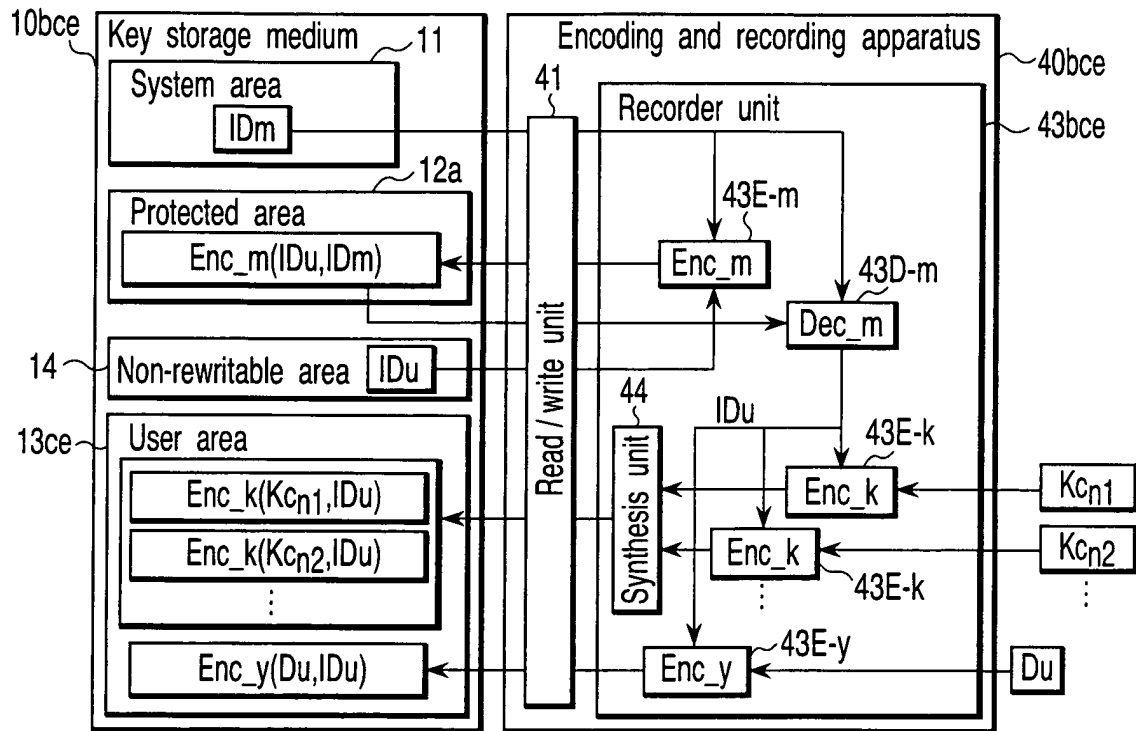 10bce
Key storage medium
11
System area
IDm
12a
Protected area
Enc_m(IDu,IDm)
14
Non-rewritable area
IDu
13ce
User area
Enc_k(Kcn1,IDu)
Enc_k(Kcn2,IDu)
⋮
Enc_y(Du,IDu)
Encoding and recording apparatus
40bce
41
Read/write unit
Recorder unit
43bce
43E-m
Enc_m
43D-m
Dec_m
IDu
44
Synthesis unit
43E-k
Enc_k
Kcn1
Enc_k
Kcn2
43E-k
⋮
⋮
43E-y
Enc_y
Du